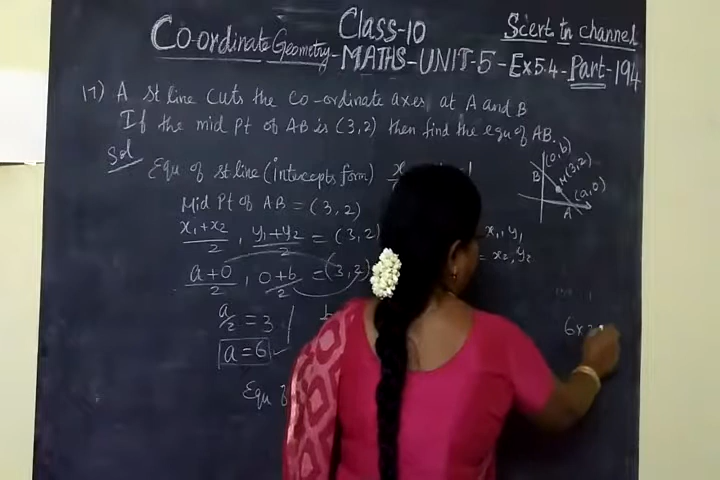 Class-10
Scert tn channel
Co-ordinate Geometry-MATHS-UNIT-5-Ex5.4-Part-194
17) A st line cuts the co-ordinate axes at A and B
If the mid pt of AB is (3,2) then find the equ of AB.
Sol
Equ of st line (intercepts form) x
Mid Pt of AB = (3,2)
x₁+x₂/2 , y₁+y₂/2 = (3,2)
a+0/2 , 0+b/2 = (3,2)
a/2 = 3
a=6
Equ
(0,b)
B
M(3,2)
(a,0)
A
x₁,y₁
= x₂,y₂
6x